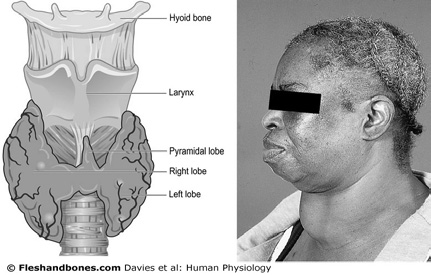 Hyoid bone
Larynx
Pyramidal lobe
Right lobe
Left lobe
© Fleshandbones.com Davies et al: Human Physiology